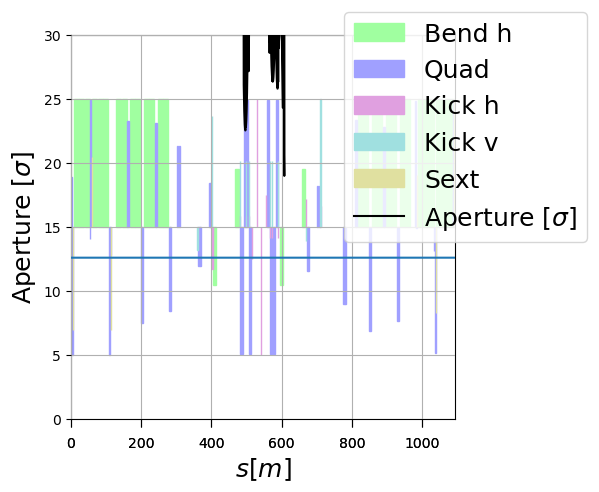 Bend h
Quad
Kick h
Kick v
Sext
Aperture [σ]
Aperture [σ]
30
25
20
15
10
5
0
0 200 400 600 800 1000
s[m]